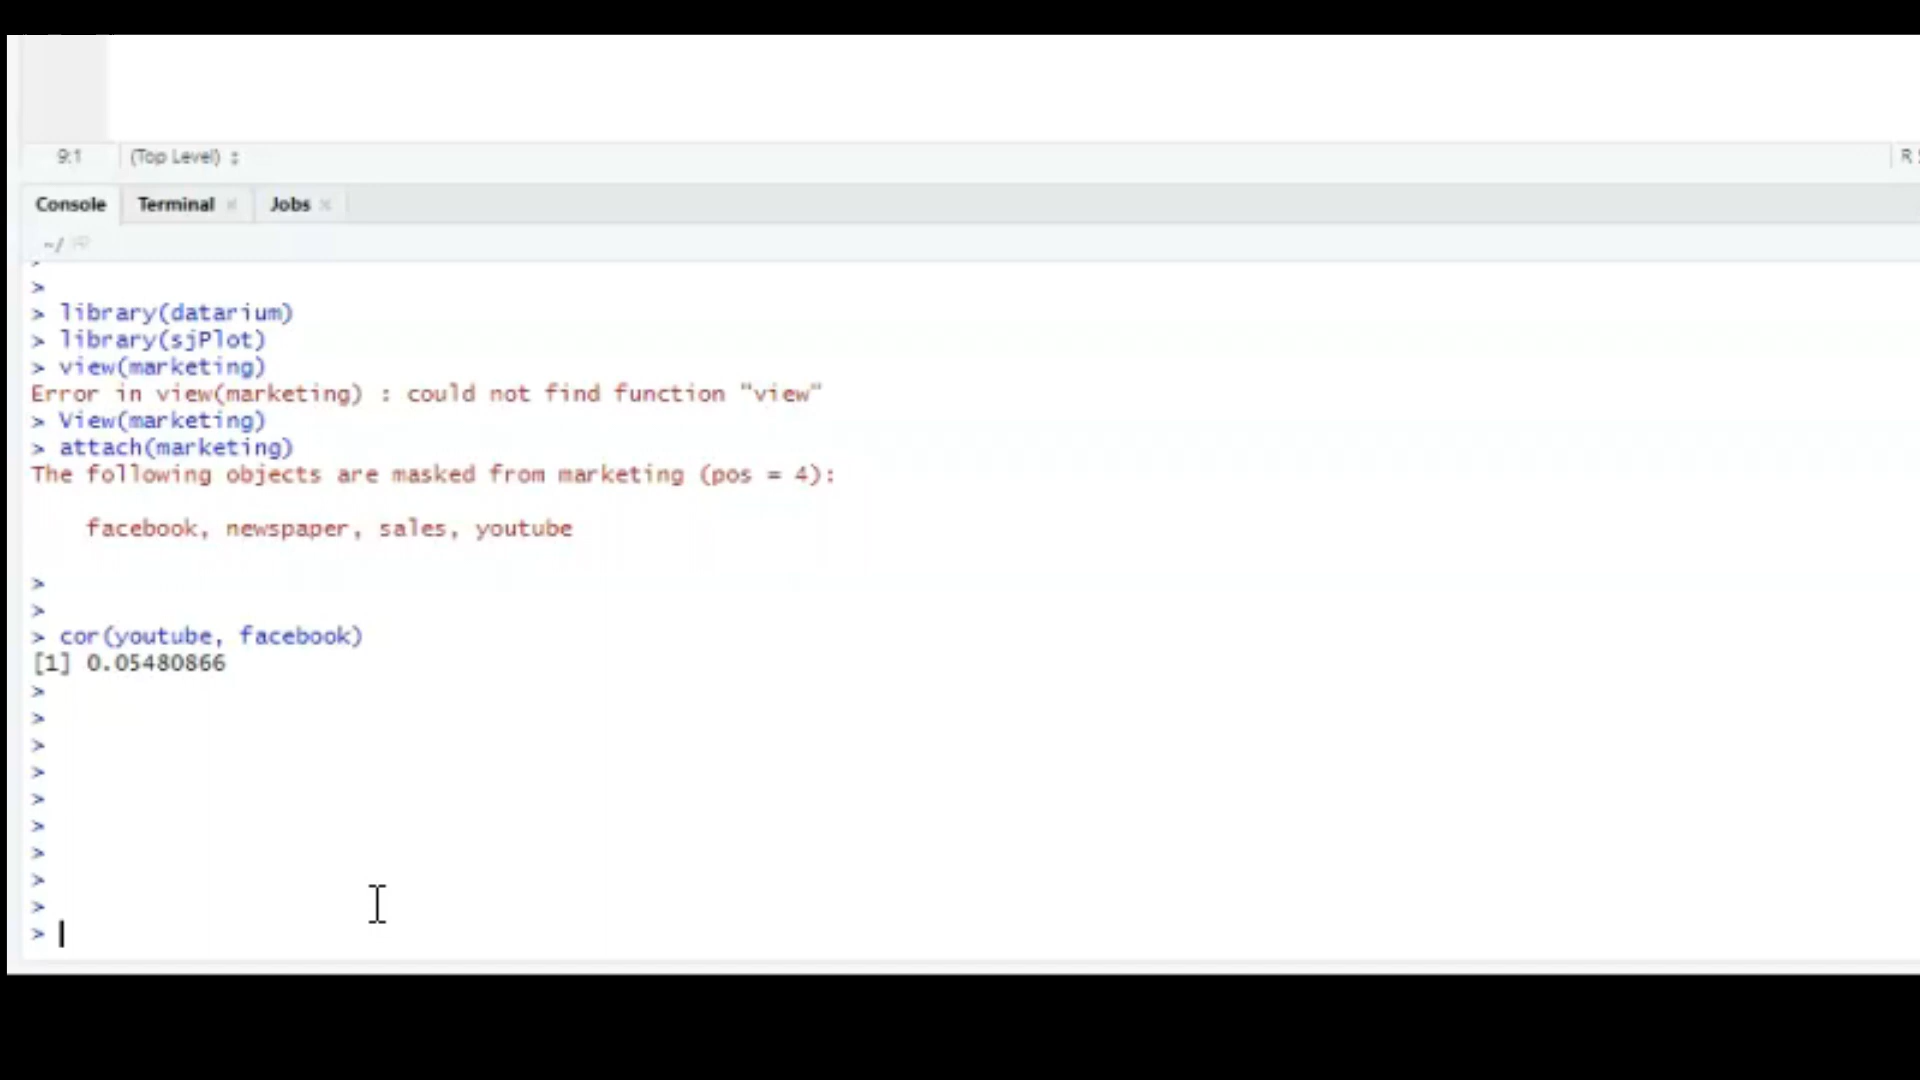 9:1 (Top Level) R
Console Terminal Jobs
~/
>
> library(datarium)
> library(sjPlot)
> view(marketing)
Error in view(marketing) : could not find function "view"
> View(marketing)
> attach(marketing)
The following objects are masked from marketing (pos = 4):
facebook, newspaper, sales, youtube
>
>
> cor(youtube, facebook)
[1] 0.05480866
>
>
>
>
>
>
>
>
>
>